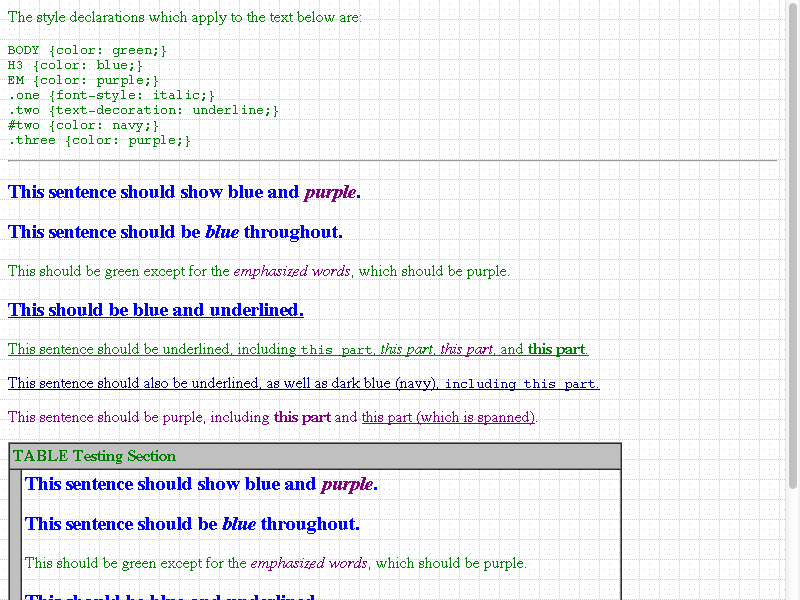 The style declarations which apply to the text below are:
BODY {color: green;}
H3 {color: blue;}
EM {color: purple;}
.one {font-style: italic;}
.two {text-decoration: underline;}
#two {color: navy;}
.three {color: purple;}
This sentence should show blue and purple.
This sentence should be blue throughout.
This should be green except for the emphasized words, which should be purple.
This should be blue and underlined.
This sentence should be underlined, including this part, this part, this part, and this part.
This sentence should also be underlined, as well as dark blue (navy), including this part.
This sentence should be purple, including this part and this part (which is spanned).
TABLE Testing Section
This sentence should show blue and purple.
This sentence should be blue throughout.
This should be green except for the emphasized words, which should be purple.
This should be blue and underlined.